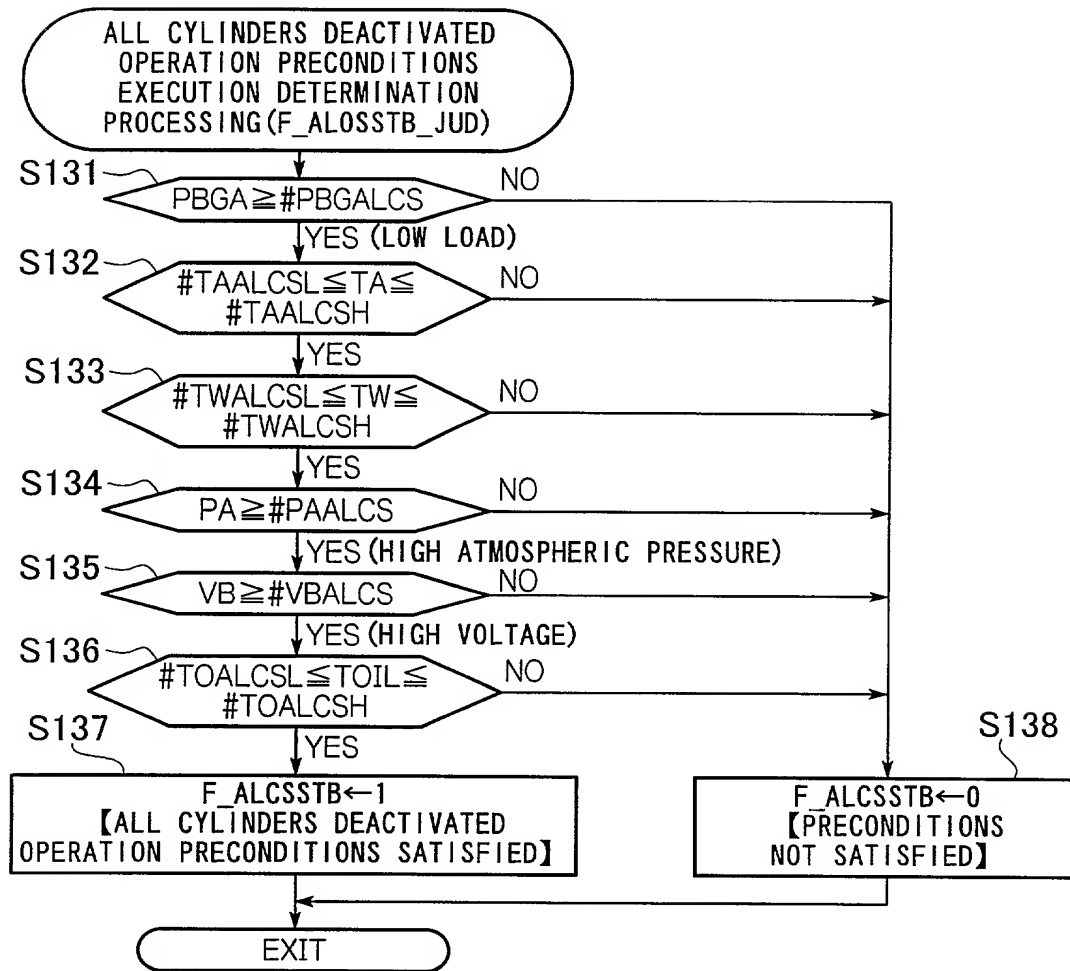 ALL CYLINDERS DEACTIVATED
OPERATION PRECONDITIONS
EXECUTION DETERMINATION
PROCESSING(F_ALOSSTB_JUD)
S131
PBGA≧#PBGALCS
NO
YES (LOW LOAD)
S132
#TAALCSL≦TA≦
#TAALCSH
NO
YES
S133
#TWALCSL≦TW≦
#TWALCSH
NO
YES
S134
PA≧#PAALCS
NO
YES (HIGH ATMOSPHERIC PRESSURE)
S135
VB≧#VBALCS
NO
YES (HIGH VOLTAGE)
S136
#TOALCSL≦TOIL≦
#TOALCSH
NO
YES
S137
F_ALCSSTB←1
【ALL CYLINDERS DEACTIVATED
OPERATION PRECONDITIONS SATISFIED】
S138
F_ALCSSTB←0
【PRECONDITIONS
NOT SATISFIED】
EXIT